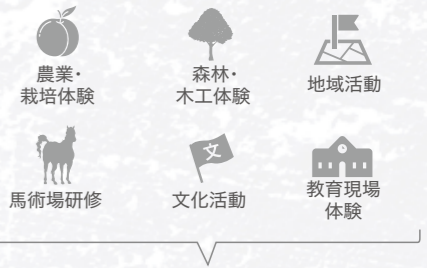 農業・
栽培体験
森林・
木工体験
地域活動
馬術場研修
文
文化活動
教育現場
体験